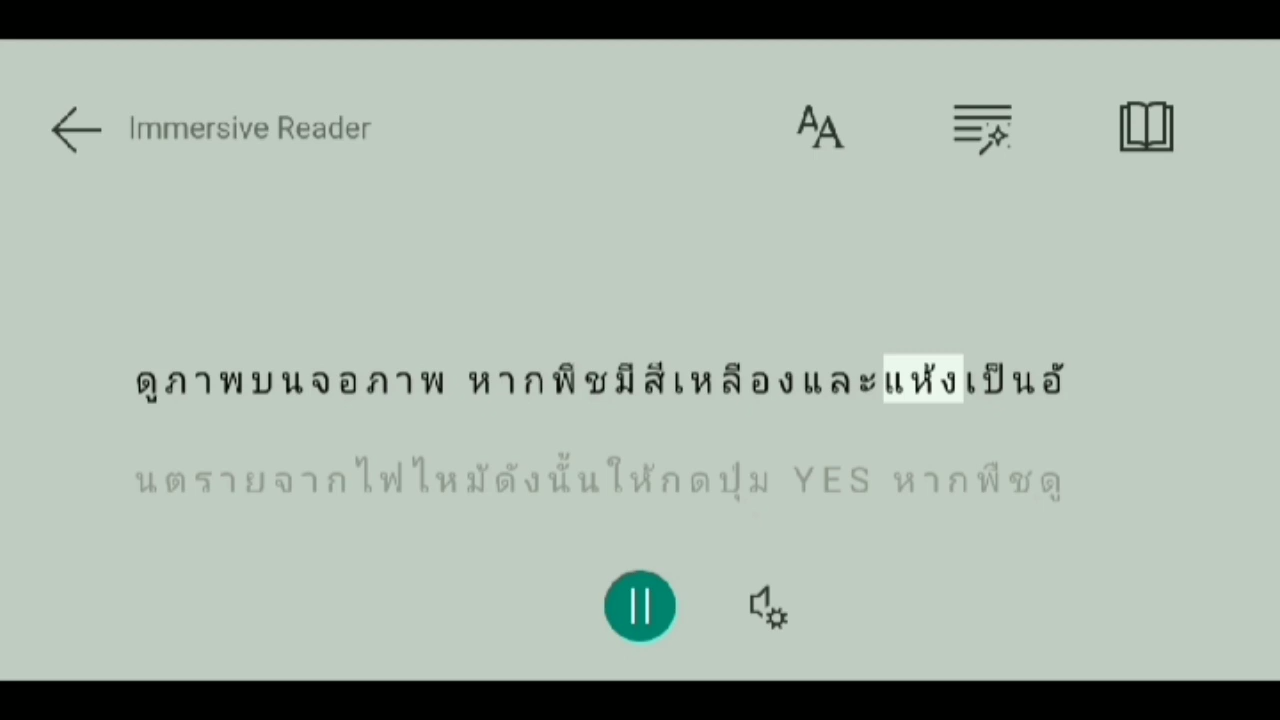 Immersive Reader
ดูภาพบนจอภาพ หากพืชมีสีเหลืองและแห้งเป็นอั
นตรายจากไฟไหม้ดังนั้นให้กดปุ่ม YES หากพืชดู